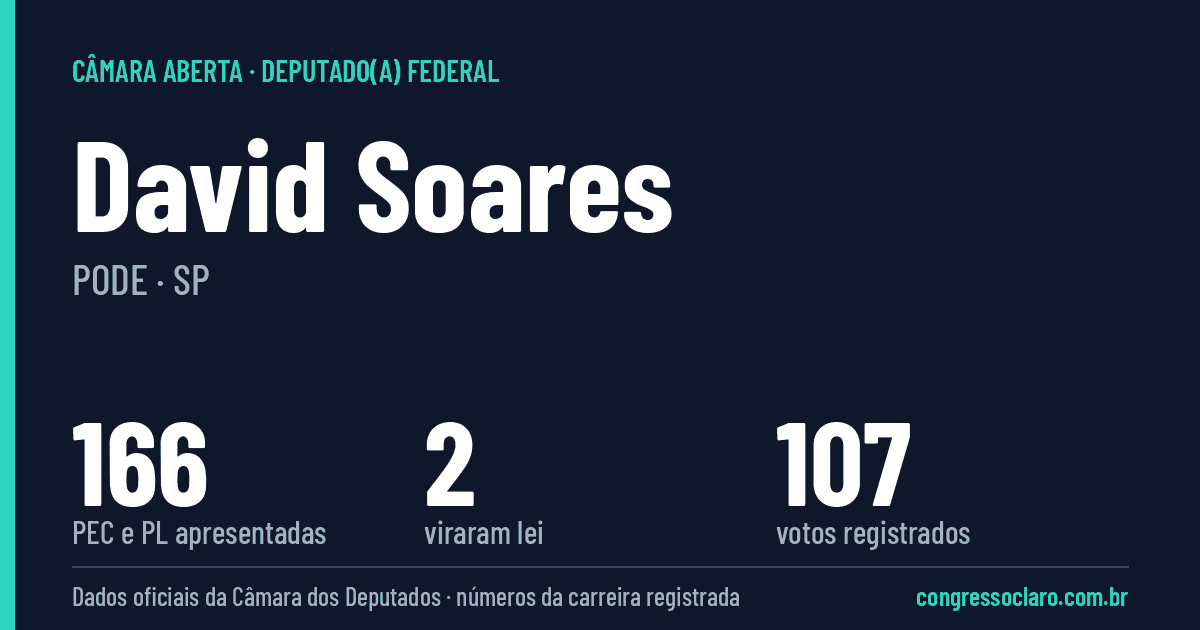 CÂMARA ABERTA · DEPUTADO(A) FEDERAL
David Soares
PODE · SP
166 2 107
PEC e PL apresentadas viraram lei votos registrados
Dados oficiais da Câmara dos Deputados · números da carreira registrada congressoclaro.com.br